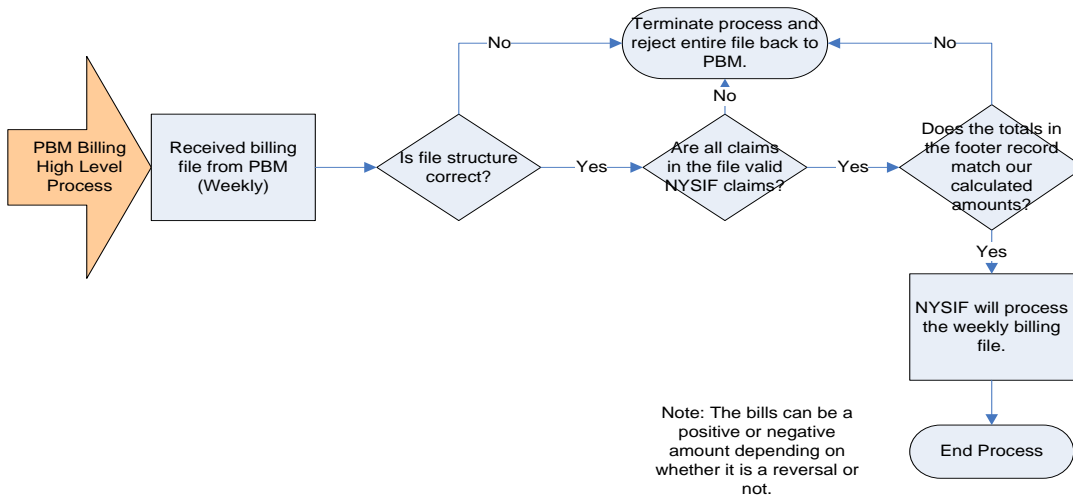 Terminate process and
reject entire file back to
PBM.
No
No
No
PBM Billing
High Level
Process
Received billing
file from PBM
(Weekly)
Is file structure
correct?
Yes
Are all claims
in the file valid
NYSIF claims?
Yes
Does the totals in
the footer record
match our
calculated
amounts?
Yes
NYSIF will process
the weekly billing
file.
Note: The bills can be a
positive or negative
amount depending on
whether it is a reversal or
not.
End Process